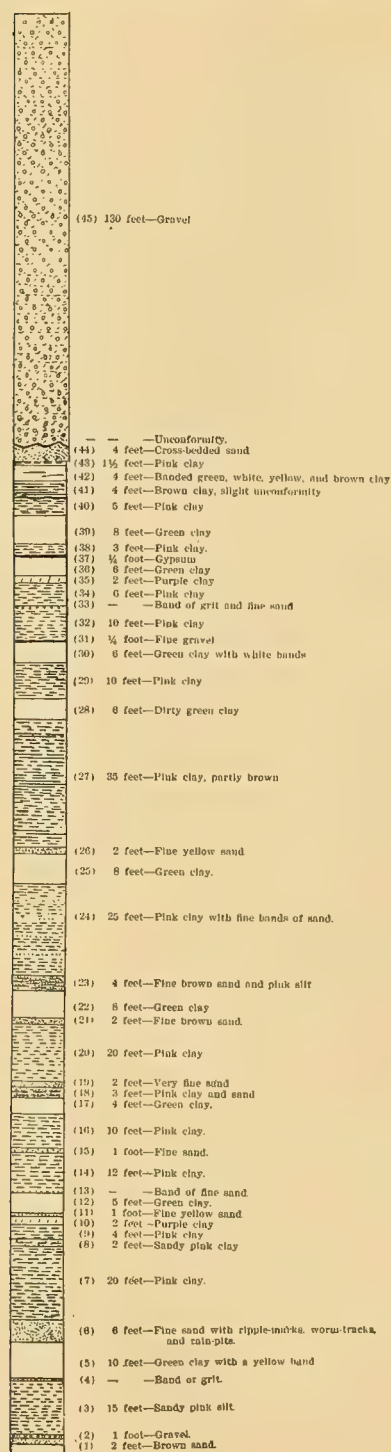 (45) 130 feet—Gravel
— — —Unconformity.
(44) 4 feet—Cross-bedded sand
(43) 1½ feet—Pink clay
(42) 4 feet—Banded green, white, yellow, and brown clay
(41) 4 feet—Brown clay, slight unconformity
(40) 5 feet—Pink clay
(39) 8 feet—Green clay
(38) 3 feet—Pink clay.
(37) ¼ foot—Gypsum
(36) 6 feet—Green clay
(35) 2 feet—Purple clay
(34) 6 feet—Pink clay
(33) — —Band of grit and fine sand
(32) 10 feet—Pink clay
(31) ¼ foot—Fine gravel
(30) 6 feet—Green clay with white bands
(29) 10 feet—Pink clay
(28) 6 feet—Dirty green clay
(27) 35 feet—Pink clay, partly brown
(26) 2 feet—Fine yellow sand
(25) 8 feet—Green clay.
(24) 25 feet—Pink clay with fine bands of sand.
(23) 4 feet—Fine brown sand and pink silt
(22) 8 feet—Green clay
(21) 2 feet—Fine brown sand.
(20) 20 feet—Pink clay
(19) 2 feet—Very fine sand
(18) 3 feet—Pink clay and sand
(17) 4 feet—Green clay.
(16) 10 feet—Pink clay.
(15) 1 foot—Fine sand.
(14) 12 feet—Pink clay.
(13) — —Band of fine sand
(12) 5 feet—Green clay.
(11) 1 foot—Fine yellow sand
(10) 2 feet—Purple clay
(9) 4 feet—Pink clay
(8) 2 feet—Sandy pink clay
(7) 20 feet—Pink clay.
(6) 6 feet—Fine sand with ripple-marks, worm-tracks,
and rain-pits.
(5) 10 feet—Green clay with a yellow band
(4) — —Band or grit.
(3) 15 feet—Sandy pink silt
(2) 1 foot—Gravel.
(1) 2 feet—Brown sand.